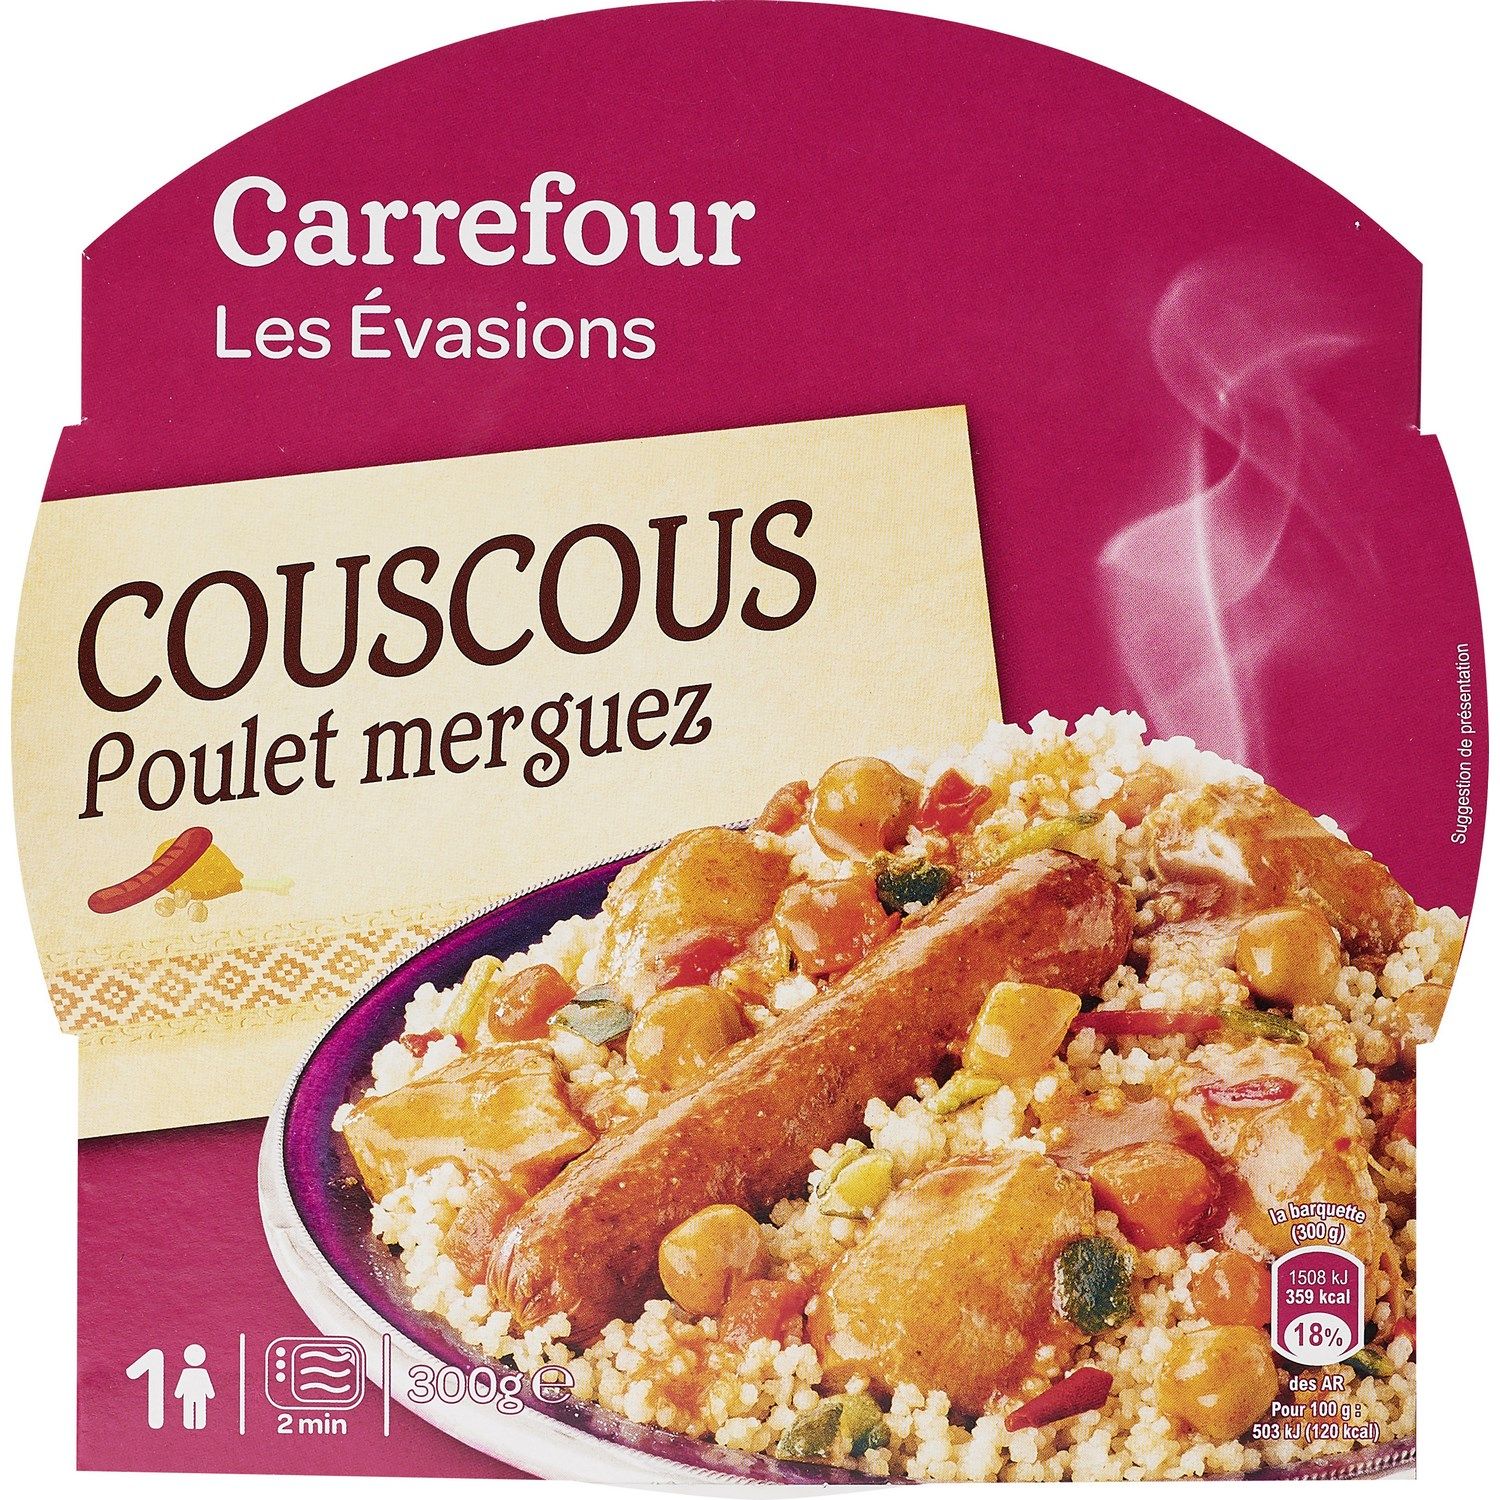 Carrefour
Les Évasions
COUSCOUS
Poulet merguez
Suggestion de présentation
la barquette
(300 g)
1508 kJ
359 kcal
18%
des AR
Pour 100 g :
503 kJ (120 kcal)
1
2 min
300g e